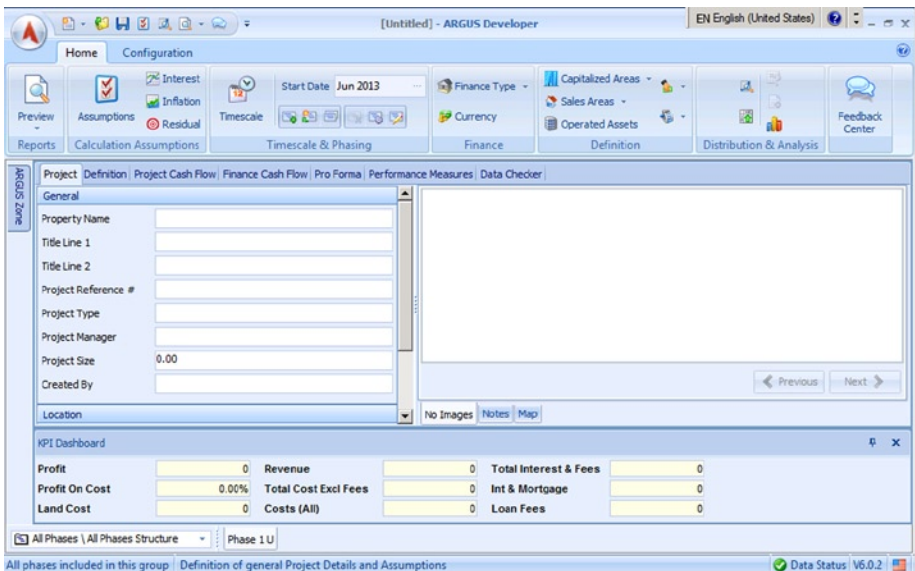 [Untitled] - ARGUS Developer
EN English (United States)
Home Configuration
Preview
Reports
Assumptions
Interest
Inflation
Residual
Calculation Assumptions
Timescale
12
Start Date Jun 2013 ...
Timescale & Phasing
Finance Type
Currency
Finance
Capitalized Areas
Sales Areas
Operated Assets
Definition
Distribution & Analysis
Feedback
Center
ARGUS Zone
Project Definition Project Cash Flow Finance Cash Flow Pro Forma Performance Measures Data Checker
General
Property Name
Title Line 1
Title Line 2
Project Reference #
Project Type
Project Manager
Project Size 0.00
Created By
Location
Previous Next
No Images Notes Map
KPI Dashboard
Profit 0 Revenue 0 Total Interest & Fees 0
Profit On Cost 0.00% Total Cost Excl Fees 0 Int & Mortgage 0
Land Cost 0 Costs (All) 0 Loan Fees 0
All Phases \ All Phases Structure Phase 1 U
All phases included in this group Definition of general Project Details and Assumptions Data Status V6.0.2